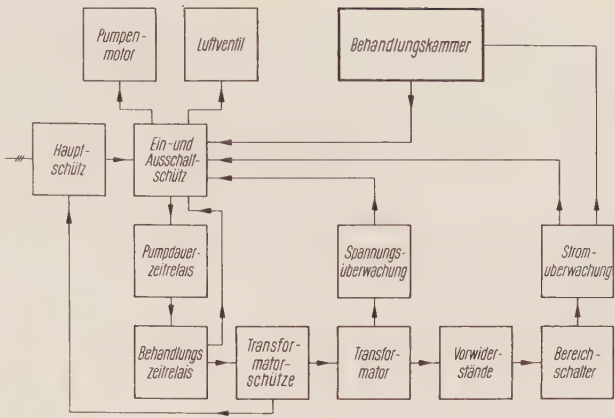 Pumpen-
motor
Luftventil
Behandlungskammer
Haupt-
schütz
Ein-und
Ausschalt-
schütz
Pumpdauer-
zeitrelais
Spannungs-
überwachung
Strom-
überwachung
Behandlungs
zeitrelais
Transfor-
mator-
schütze
Transfor-
mator
Vorwider-
stände
Bereich-
schalter